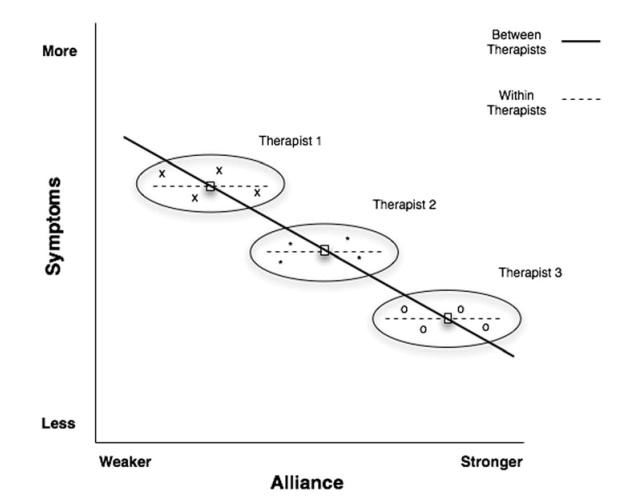 Between
Therapists
More
Within
Therapists
Therapist 1
x
x
x
x
Therapist 2
Symptoms
Therapist 3
o
o
o
o
Less
Weaker
Stronger
Alliance